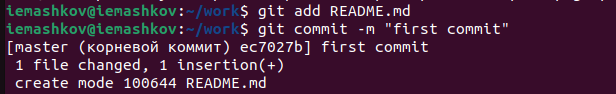 iemashkov@iemashkov:~/work$ git add README.md
iemashkov@iemashkov:~/work$ git commit -m "first commit"
[master (корневой коммит) ec7027b] first commit
 1 file changed, 1 insertion(+)
 create mode 100644 README.md